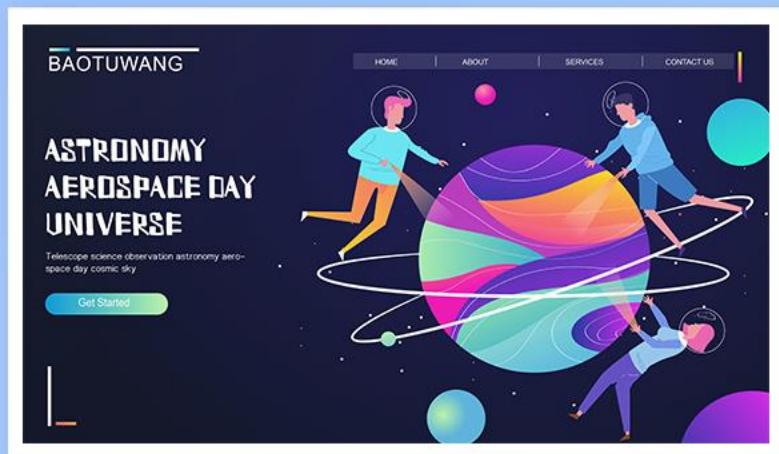 BAOTUWANG
HOME
ABOUT
SERVICES
CONTACT US
ASTRONOMY
AEROSPACE DAY
UNIVERSE
Telescope science observation astronomy aero-
space day cosmic sky
Get Started